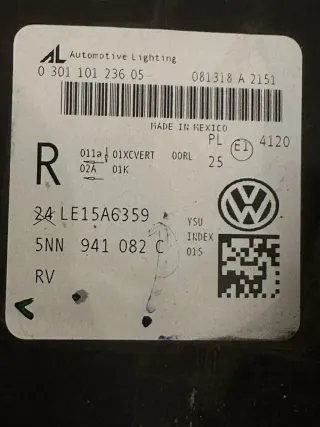 AL Automotive Lighting
0 301 101 236 05 081318 A 2151
MADE IN MEXICO
R 011a 01XCVERT 00RL PL E1 4120
02A 01K 25
24 LE15A6359 YSU
5NN 941 082 C INDEX
RV 015